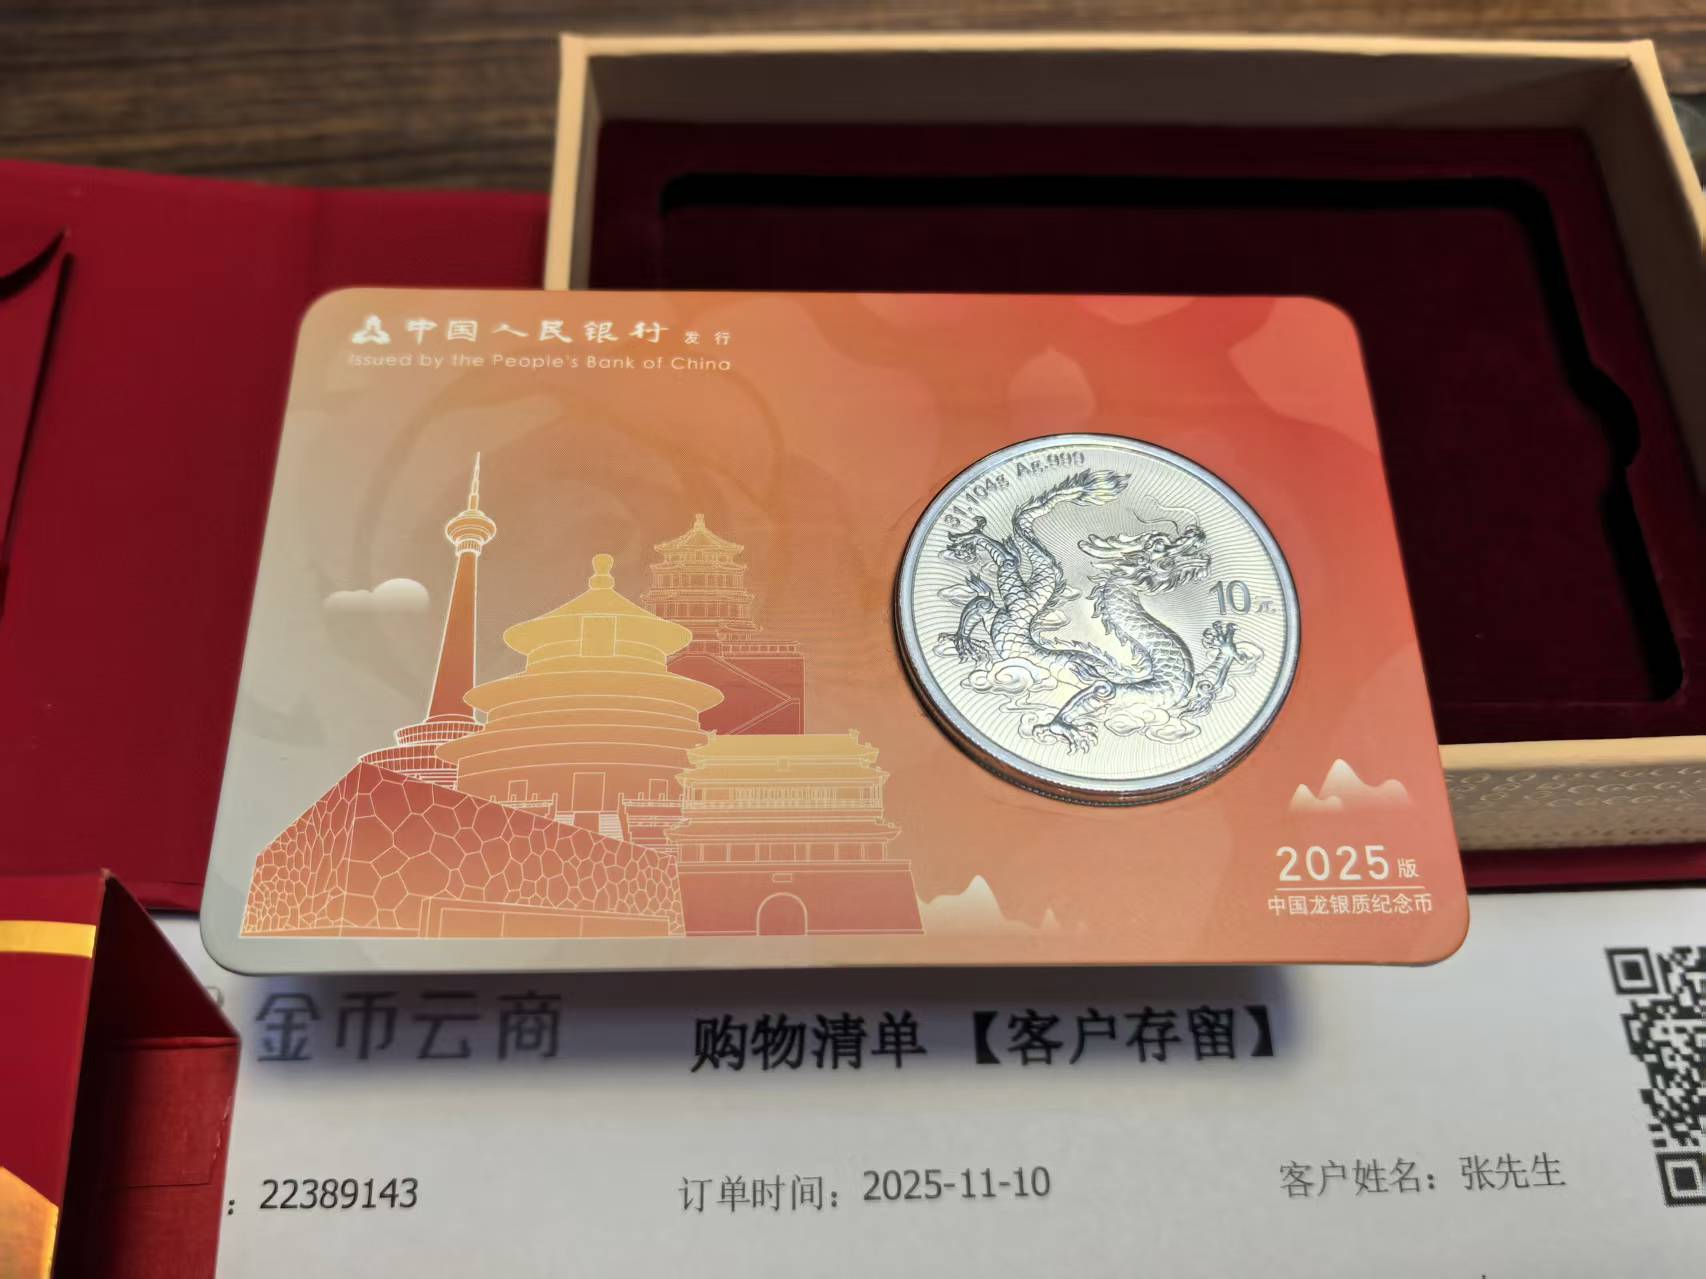 中国人民银行 发行
Issued by the People's Bank of China
31.104g Ag.999
10元
2025版
中国龙银质纪念币
金币云商
购物清单【客户存留】
：22389143 订单时间：2025-11-10 客户姓名：张先生